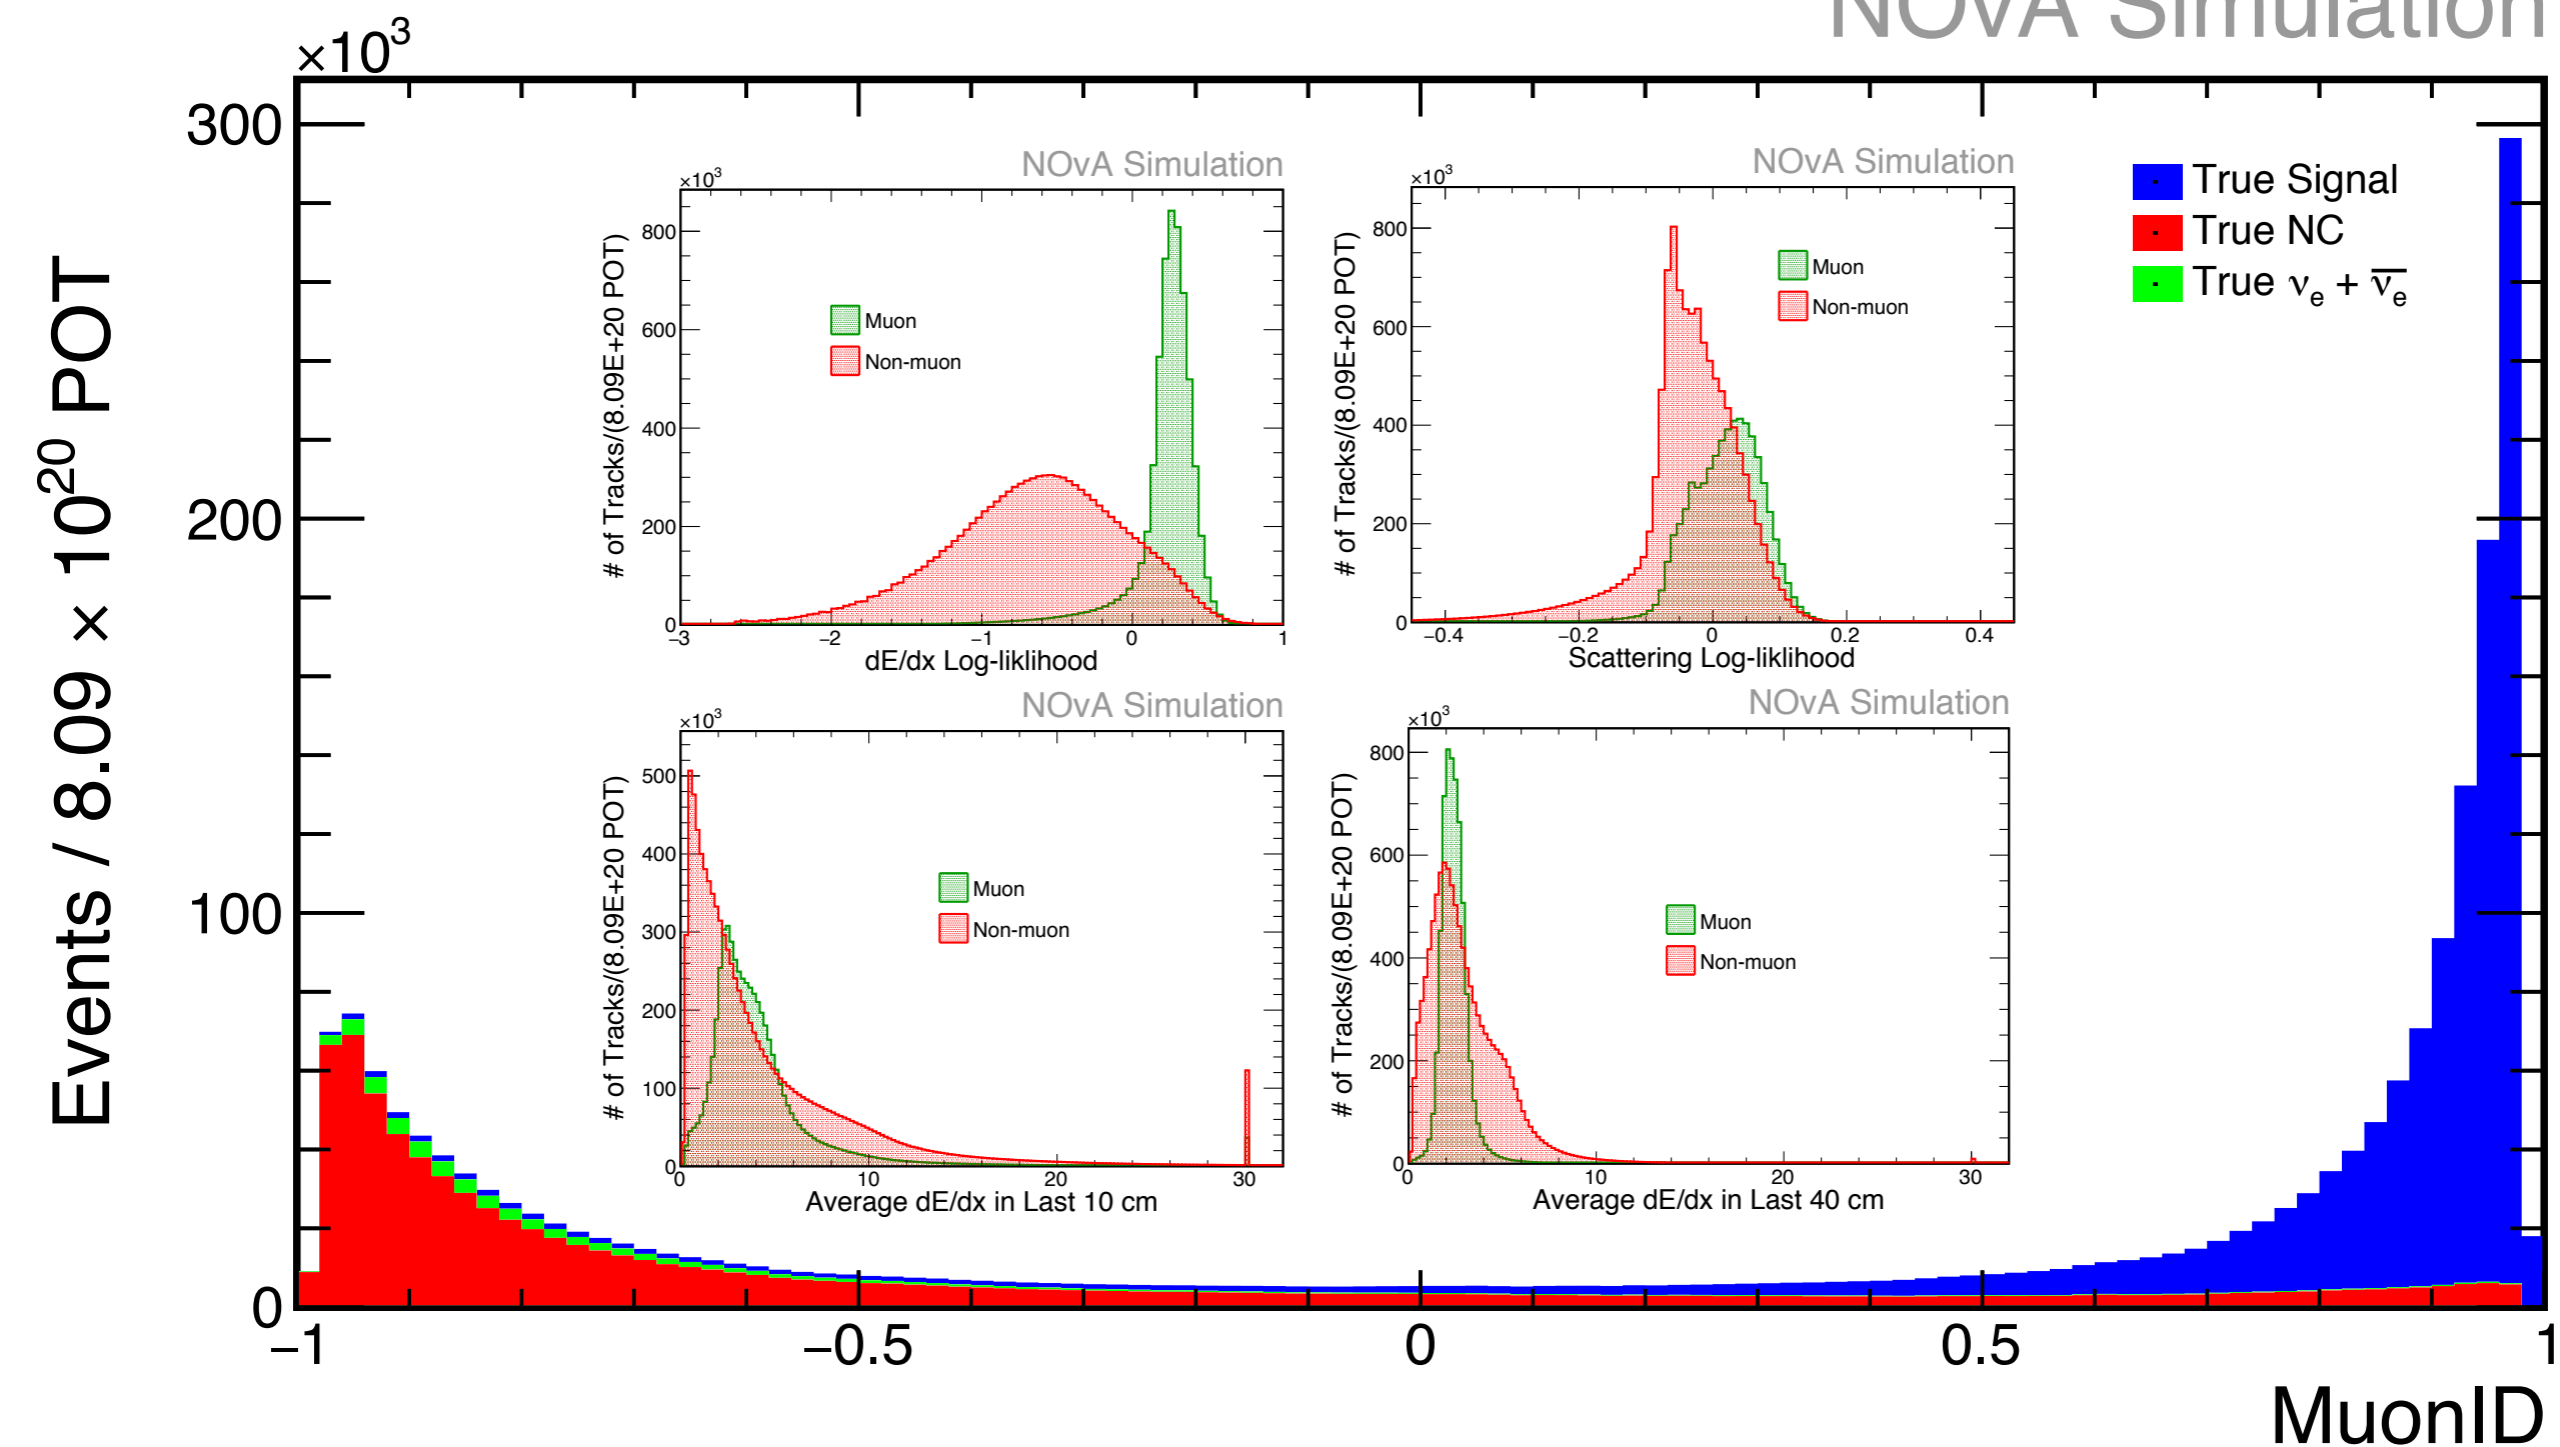 NOvA Simulation
×10³
300
200
100
0
Events / 8.09 × 10²⁰ POT
−1
−0.5
0
0.5
1
MuonID
True Signal
True NC
True νₑ + ν̅ₑ
NOvA Simulation
×10³
800
600
400
200
0
# of Tracks/(8.09E+20 POT)
Muon
Non-muon
−3
−2
−1
0
1
dE/dx Log-liklihood
NOvA Simulation
×10³
800
600
400
200
0
# of Tracks/(8.09E+20 POT)
Muon
Non-muon
−0.4
−0.2
0
0.2
0.4
Scattering Log-liklihood
NOvA Simulation
×10³
500
400
300
200
100
0
# of Tracks/(8.09E+20 POT)
Muon
Non-muon
0
10
20
30
Average dE/dx in Last 10 cm
NOvA Simulation
×10³
800
600
400
200
0
# of Tracks/(8.09E+20 POT)
Muon
Non-muon
0
10
20
30
Average dE/dx in Last 40 cm